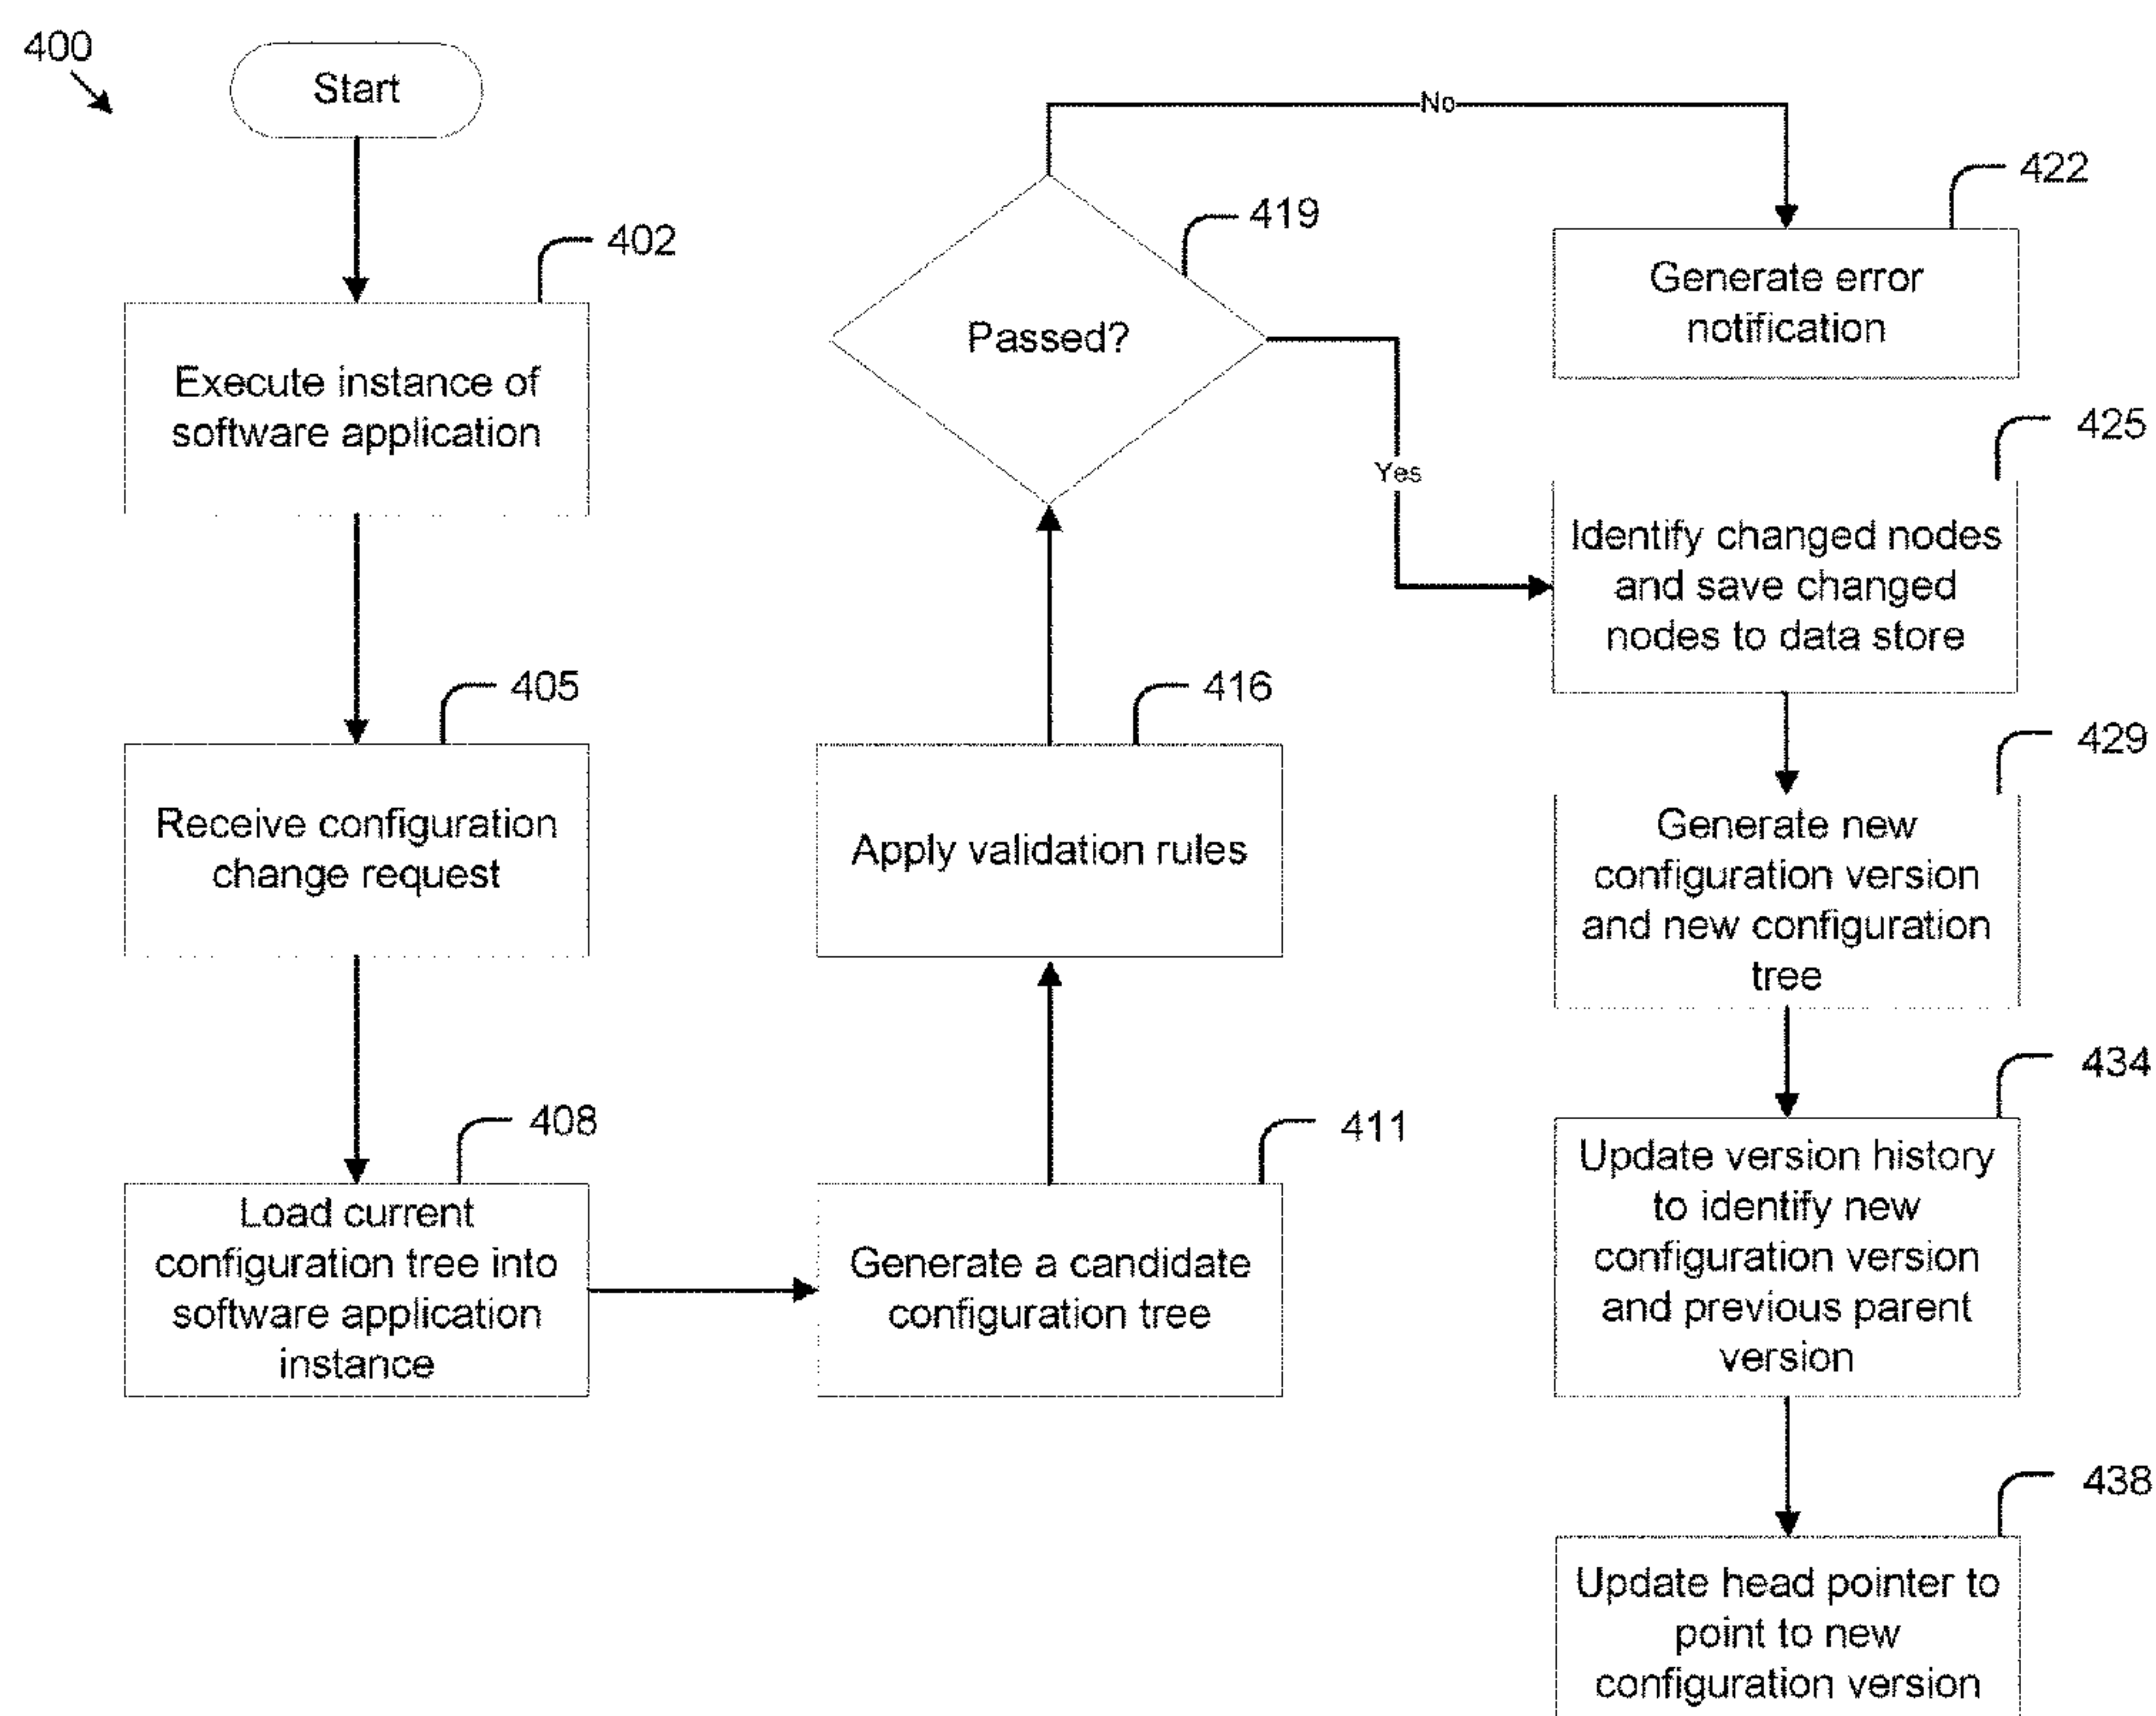 400
Start
402
Execute instance of
software application
405
Receive configuration
change request
408
Load current
configuration tree into
software application
instance
411
Generate a candidate
configuration tree
416
Apply validation rules
419
Passed?
No
Yes
422
Generate error
notification
425
Identify changed nodes
and save changed
nodes to data store
429
Generate new
configuration version
and new configuration
tree
434
Update version history
to identify new
configuration version
and previous parent
version
438
Update head pointer to
point to new
configuration version